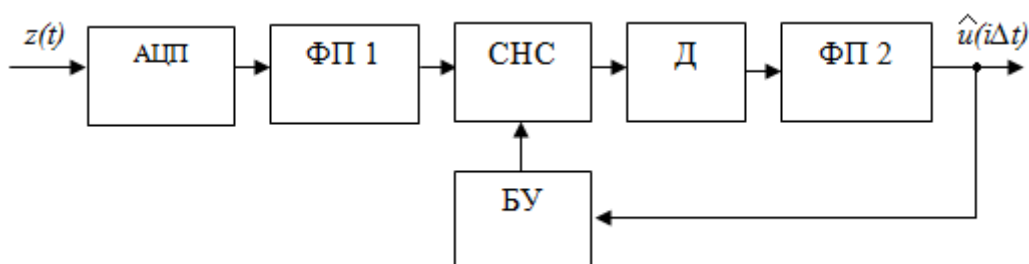 z(t)
АЦП
ФП 1
СНС
Д
ФП 2
û(iΔt)
БУ